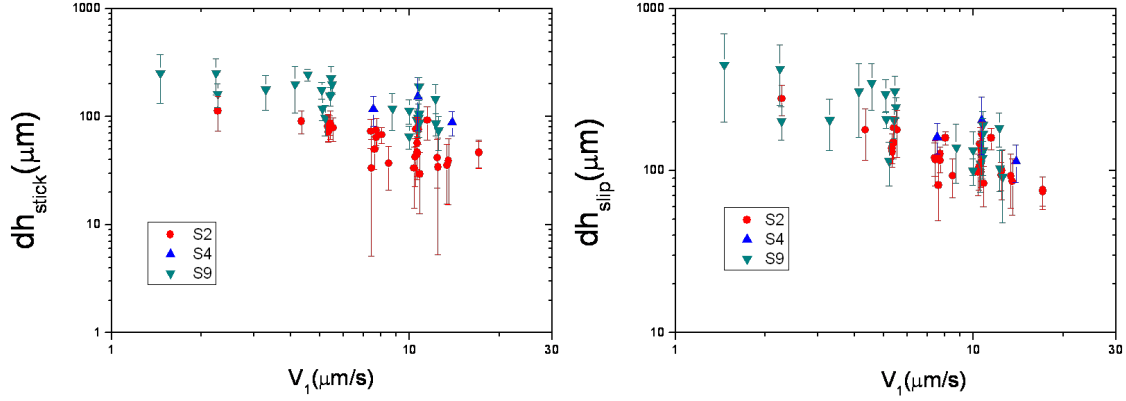 1000
100
10
1
dh_stick(μm)
S2
S4
S9
1 10 30
V_1(μm/s)
1000
100
10
dh_slip(μm)
S2
S4
S9
1 10 30
V_1(μm/s)